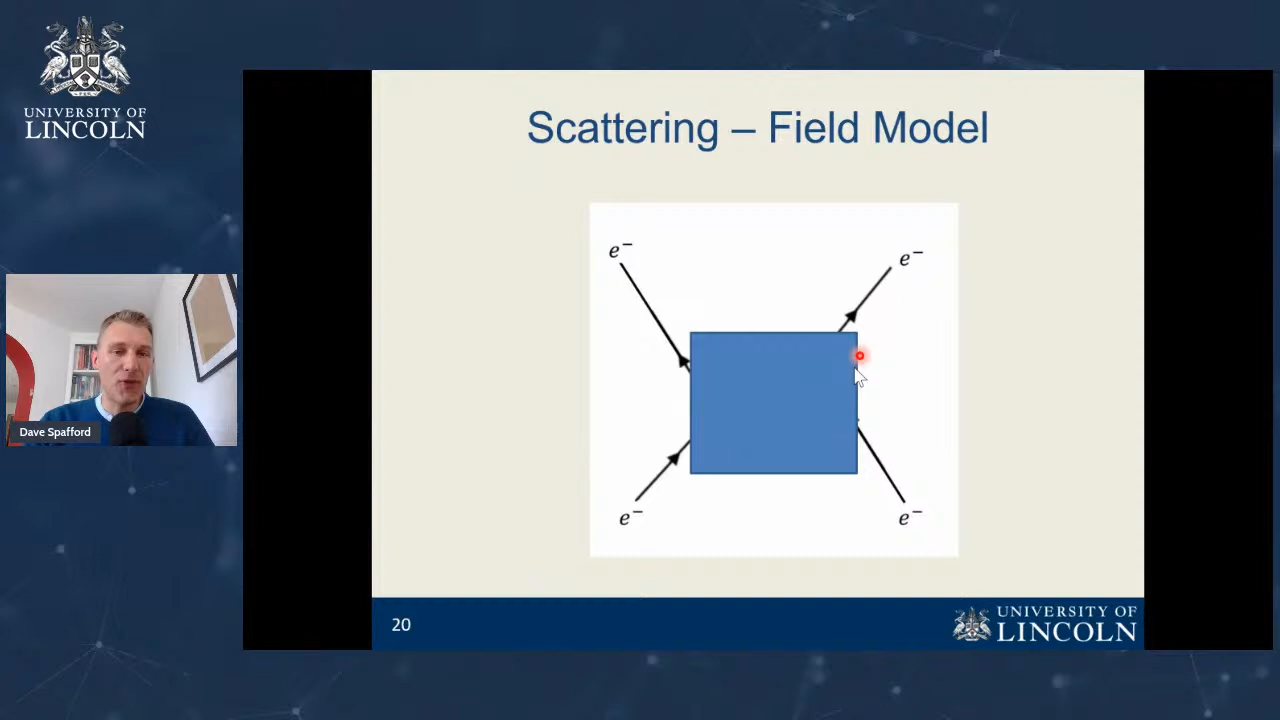 UNIVERSITY OF
LINCOLN
Scattering – Field Model
e⁻
e⁻
Dave Spafford
e⁻
e⁻
20
UNIVERSITY OF
LINCOLN